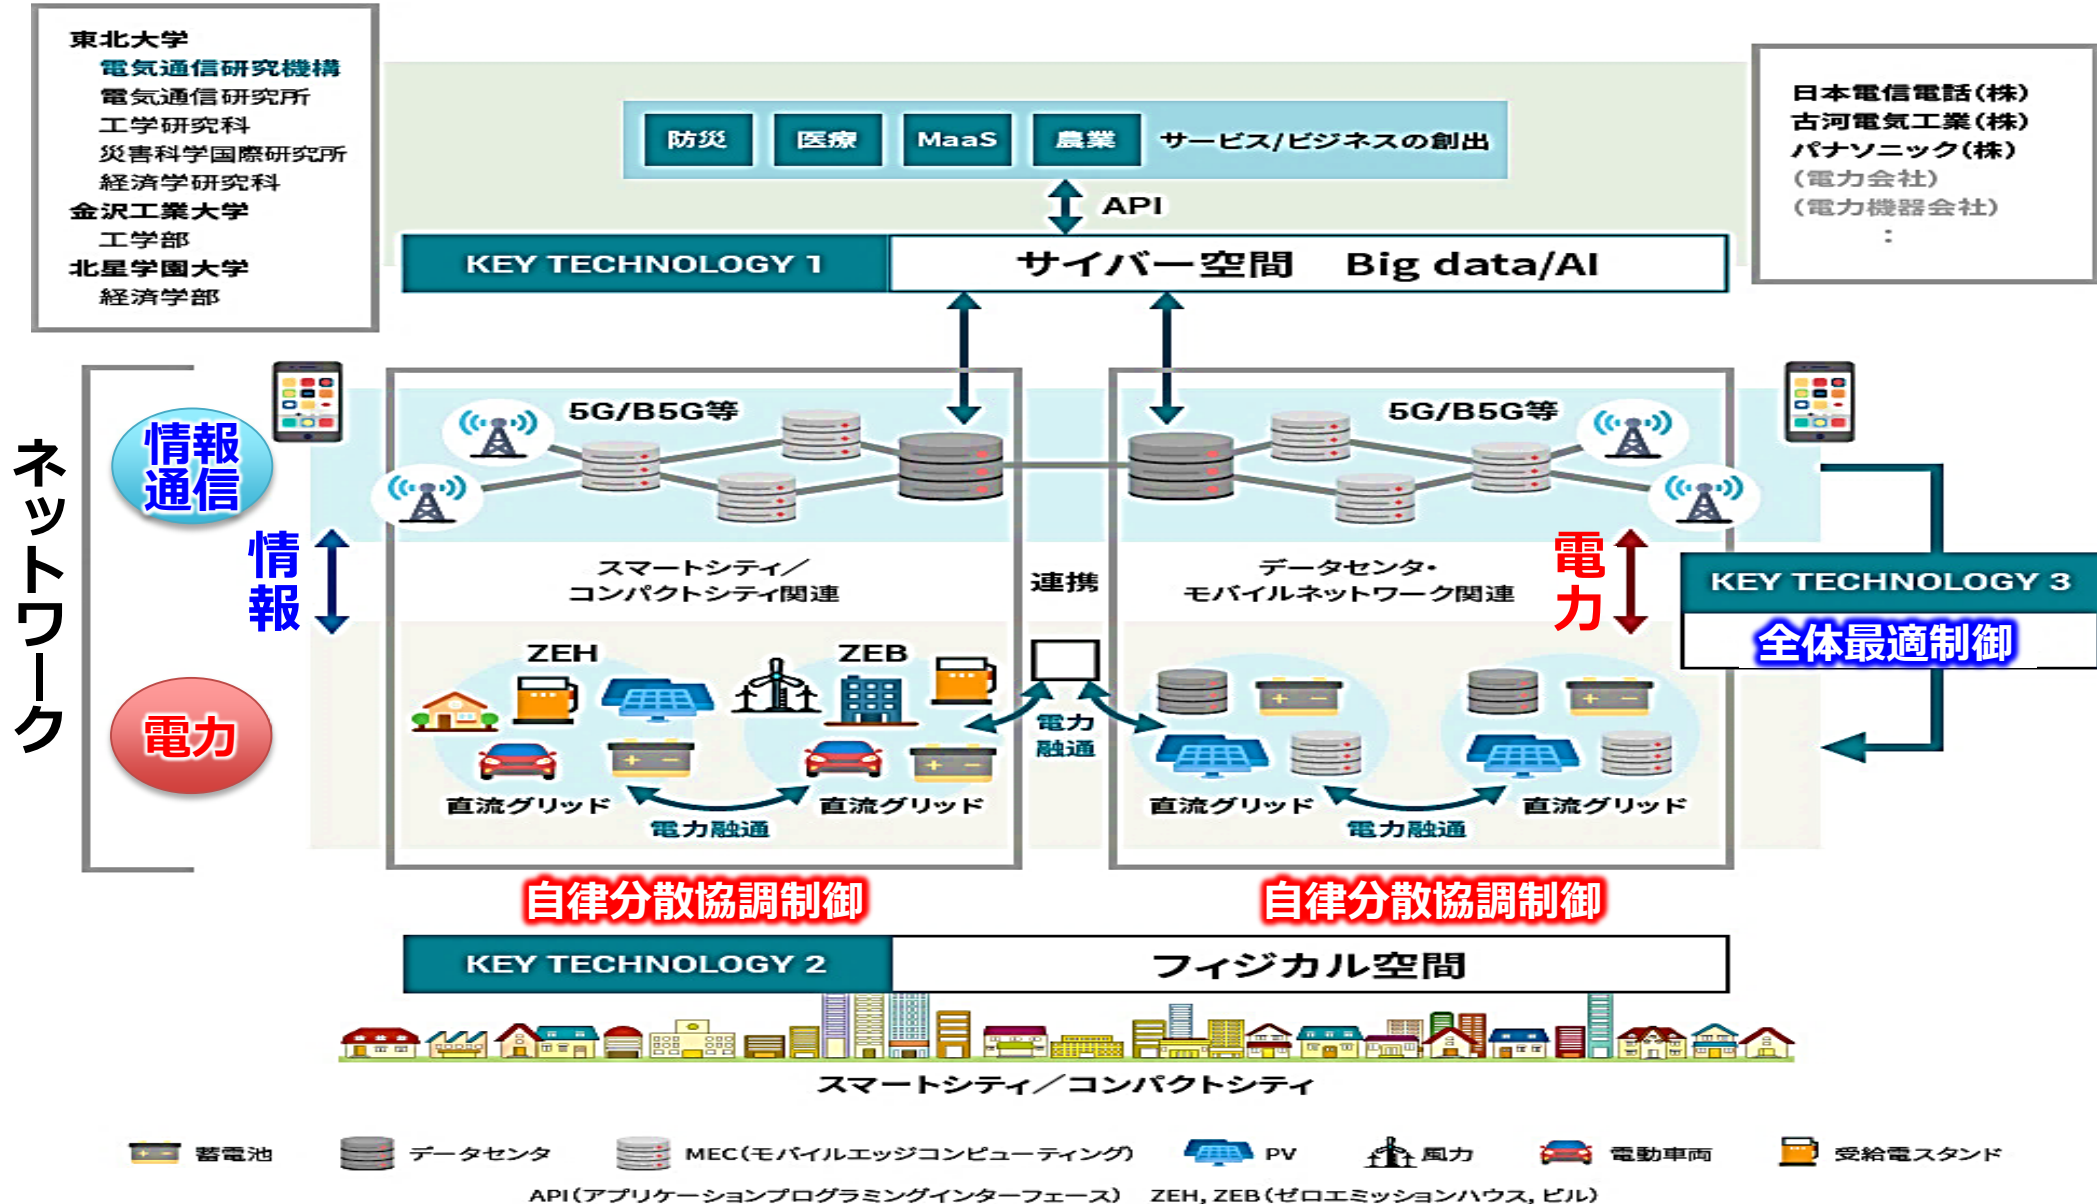 東北大学
電気通信研究機構
電気通信研究所
工学研究科
災害科学国際研究所
経済学研究科
金沢工業大学
工学部
北星学園大学
経済学部
防災
医療
MaaS
農業
サービス/ビジネスの創出
API
日本電信電話(株)
古河電気工業(株)
パナソニック(株)
(電力会社)
(電力機器会社)
:
KEY TECHNOLOGY 1
サイバー空間 Big data/AI
ネットワーク
情報
通信
5G/B5G等
5G/B5G等
情報
スマートシティ/
コンパクトシティ関連
連携
データセンタ・
モバイルネットワーク関連
電力
KEY TECHNOLOGY 3
全体最適制御
電力
ZEH
ZEB
電力
融通
直流グリッド
直流グリッド
電力融通
直流グリッド
直流グリッド
電力融通
自律分散協調制御
自律分散協調制御
KEY TECHNOLOGY 2
フィジカル空間
スマートシティ/コンパクトシティ
蓄電池
データセンタ
MEC(モバイルエッジコンピューティング)
PV
風力
電動車両
受給電スタンド
API(アプリケーションプログラミングインターフェース) ZEH, ZEB(ゼロエミッションハウス, ビル)